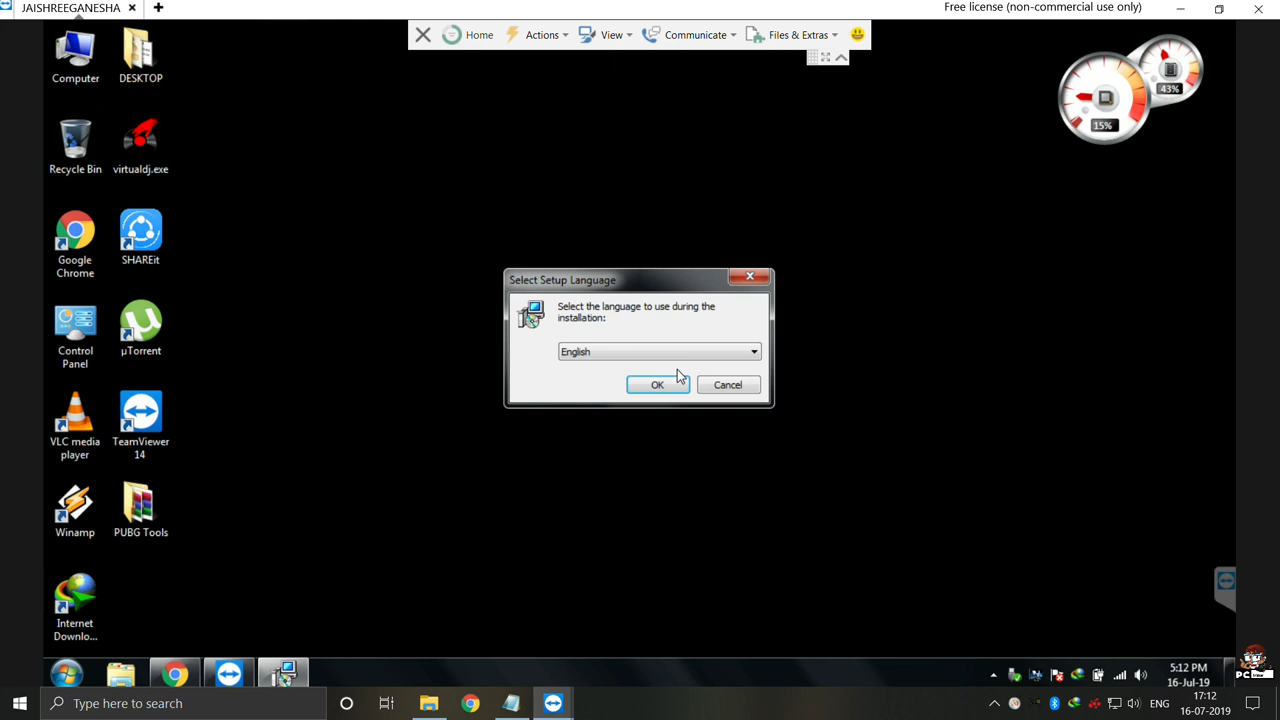 JAISHREEGANESHA
Free license (non-commercial use only)
Home
Actions
View
Communicate
Files & Extras
Computer
DESKTOP
43%
15%
Recycle Bin
virtualdj.exe
Google
Chrome
SHAREit
Select Setup Language
Select the language to use during the
installation:
English
OK
Cancel
Control
Panel
µTorrent
VLC media
player
TeamViewer
14
Winamp
PUBG Tools
Internet
Downlo...
5:12 PM
16-Jul-19
PC
Type here to search
ENG
17:12
16-07-2019